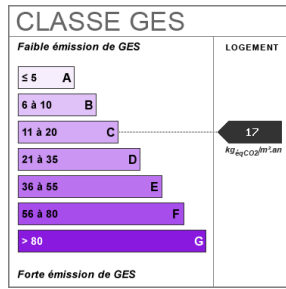 CLASSE GES
Faible émission de GES
LOGEMENT
≤ 5 A
6 à 10 B
11 à 20 C
17
kgéqCO2/m².an
21 à 35 D
36 à 55 E
56 à 80 F
> 80 G
Forte émission de GES